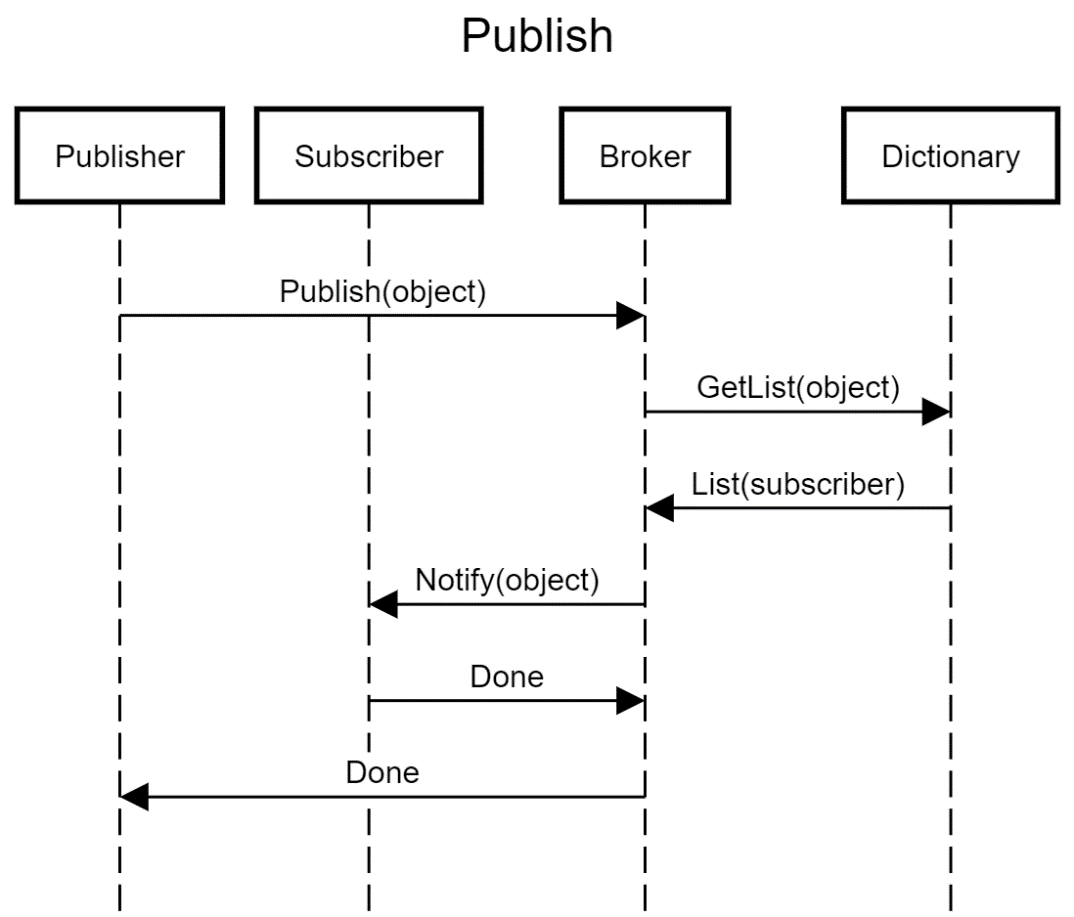 Publish
Publisher
Subscriber
Broker
Dictionary
Publish(object)
GetList(object)
List(subscriber)
Notify(object)
Done
Done